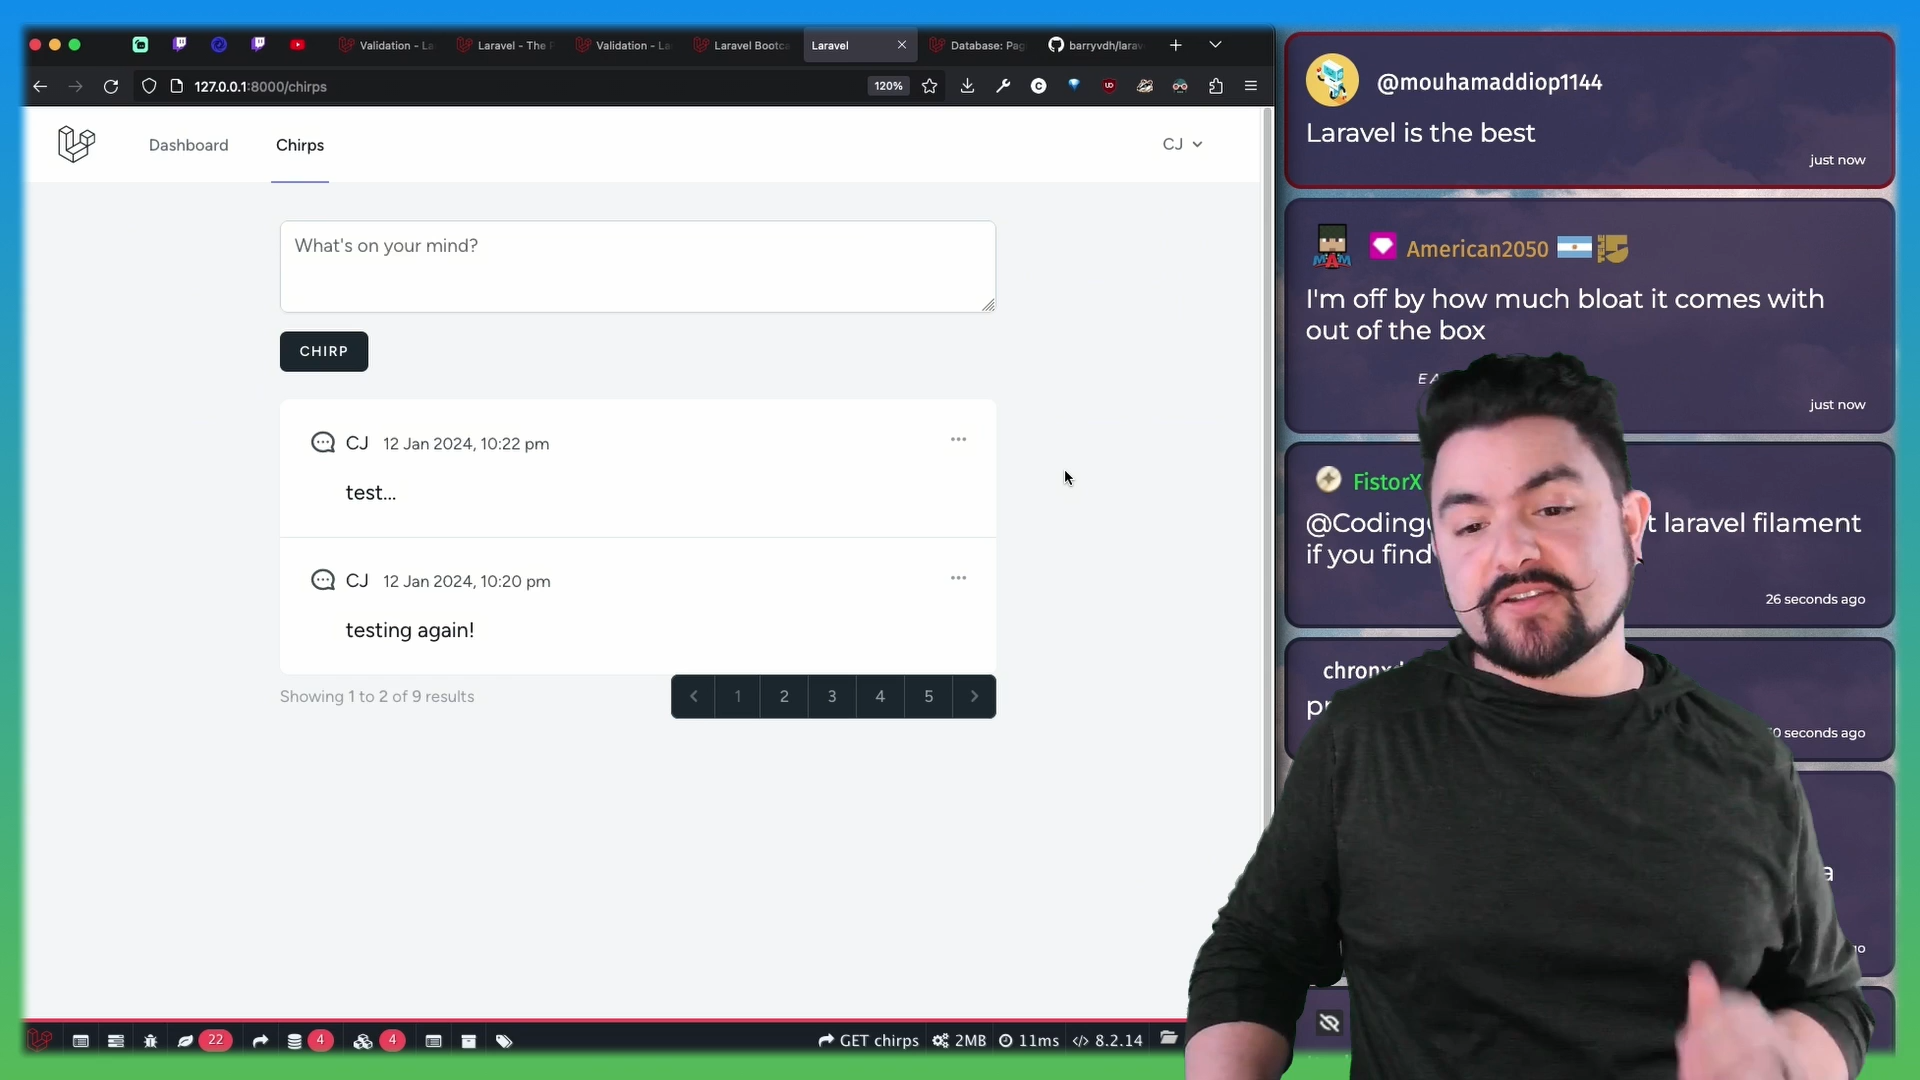 Validation - La
Laravel - The P
Validation - La
Laravel Bootca
Laravel
Database: Pag
barryvdh/larav
127.0.0.1:8000/chirps
120%
Dashboard
Chirps
CJ
What's on your mind?
CHIRP
CJ 12 Jan 2024, 10:22 pm
test...
CJ 12 Jan 2024, 10:20 pm
testing again!
Showing 1 to 2 of 9 results
1 2 3 4 5
22
4
4
GET chirps
2MB
11ms
8.2.14
@mouhamaddiop1144
Laravel is the best
just now
American2050
I'm off by how much bloat it comes with
out of the box
just now
FistorX
laravel filament
if you find
26 seconds ago
seconds ago